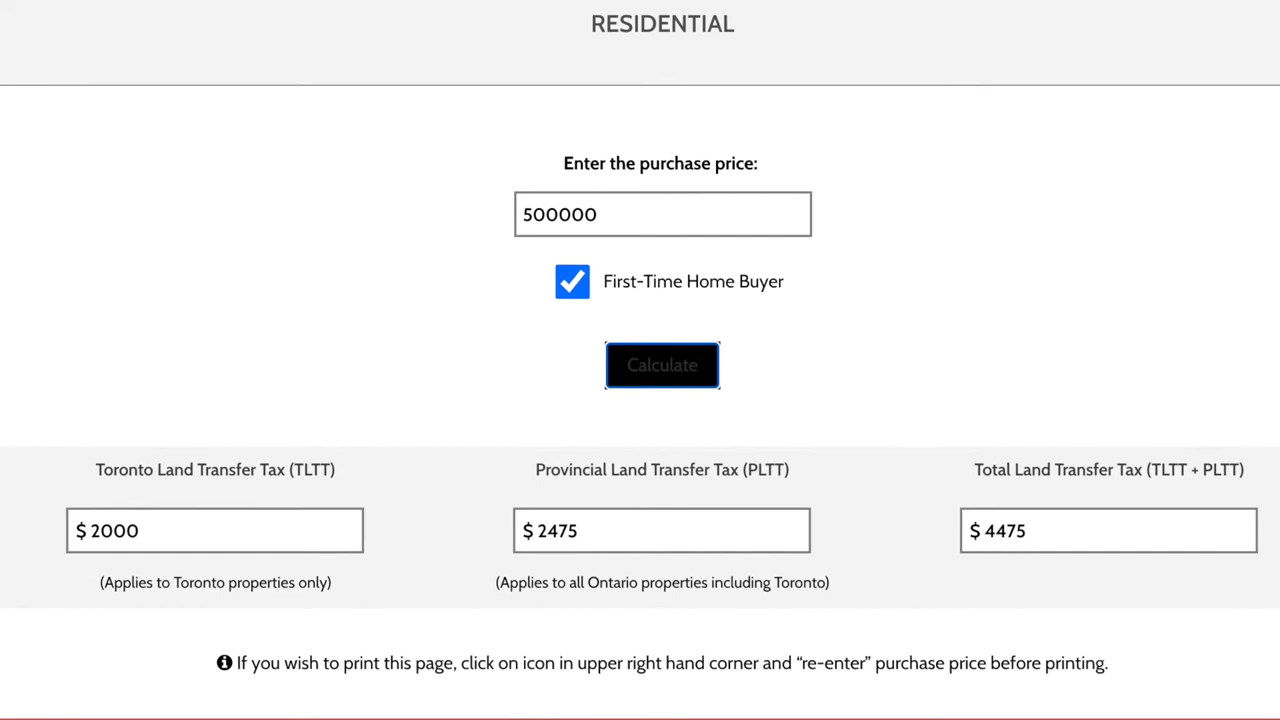 RESIDENTIAL
Enter the purchase price:
500000
First-Time Home Buyer
Calculate
Toronto Land Transfer Tax (TLTT)
Provincial Land Transfer Tax (PLTT)
Total Land Transfer Tax (TLTT + PLTT)
$ 2000
$ 2475
$ 4475
(Applies to Toronto properties only)
(Applies to all Ontario properties including Toronto)
If you wish to print this page, click on icon in upper right hand corner and “re-enter” purchase price before printing.